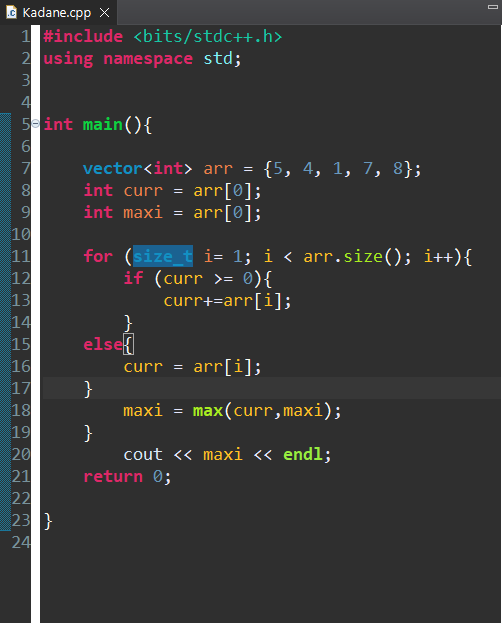 Kadane.cpp
1 #include <bits/stdc++.h>
2 using namespace std;
3
4
5 int main(){
6
7     vector<int> arr = {5, 4, 1, 7, 8};
8     int curr = arr[0];
9     int maxi = arr[0];
10
11     for (size_t i= 1; i < arr.size(); i++){
12         if (curr >= 0){
13             curr+=arr[i];
14         }
15     else{
16         curr = arr[i];
17     }
18         maxi = max(curr,maxi);
19     }
20         cout << maxi << endl;
21     return 0;
22
23 }
24